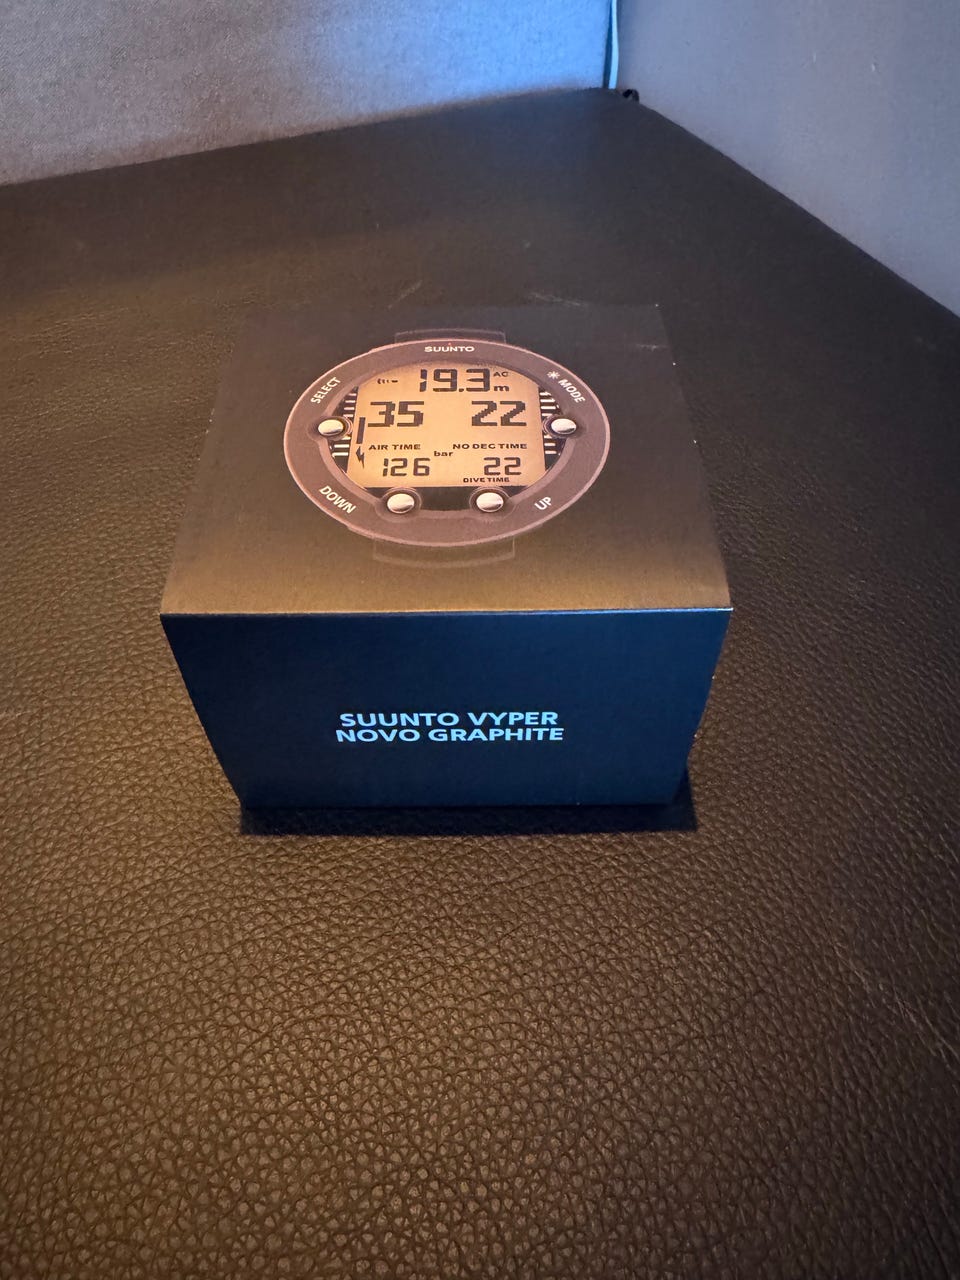 SUUNTO
SELECT
MODE
19.3m AC
35 22
AIR TIME NO DEC TIME
bar
126 22
DIVE TIME
DOWN UP
SUUNTO VYPER
NOVO GRAPHITE